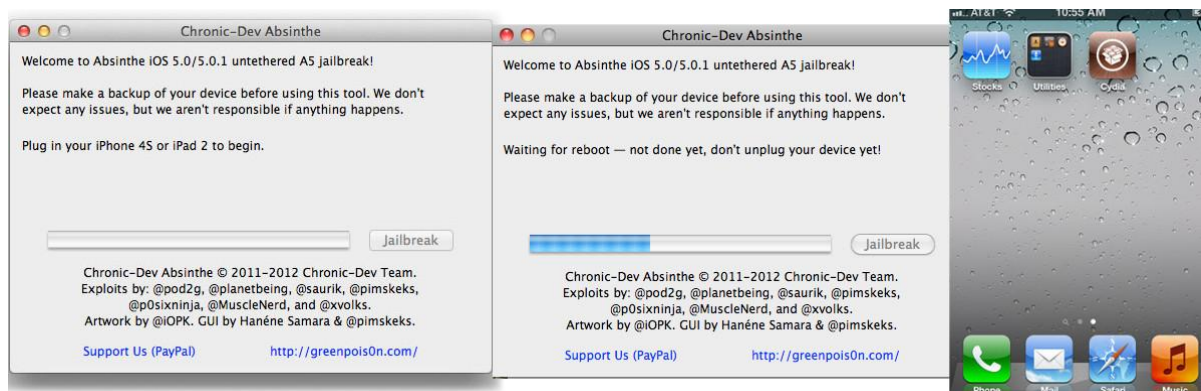 Chronic-Dev Absinthe
Welcome to Absinthe iOS 5.0/5.0.1 untethered A5 jailbreak!
Please make a backup of your device before using this tool. We don't
expect any issues, but we aren't responsible if anything happens.
Plug in your iPhone 4S or iPad 2 to begin.
Jailbreak
Chronic-Dev Absinthe © 2011-2012 Chronic-Dev Team.
Exploits by: @pod2g, @planetbeing, @saurik, @pimskeks,
@p0sixninja, @MuscleNerd, and @xvolks.
Artwork by @iOPK. GUI by Hanéne Samara & @pimskeks.
Support Us (PayPal) http://greenpois0n.com/
Chronic-Dev Absinthe
Welcome to Absinthe iOS 5.0/5.0.1 untethered A5 jailbreak!
Please make a backup of your device before using this tool. We don't
expect any issues, but we aren't responsible if anything happens.
Waiting for reboot — not done yet, don't unplug your device yet!
Jailbreak
Chronic-Dev Absinthe © 2011-2012 Chronic-Dev Team.
Exploits by: @pod2g, @planetbeing, @saurik, @pimskeks,
@p0sixninja, @MuscleNerd, and @xvolks.
Artwork by @iOPK. GUI by Hanéne Samara & @pimskeks.
Support Us (PayPal) http://greenpois0n.com/
AT&T 10:55 AM
Stocks Utilities Cydia
Phone Mail Safari Music